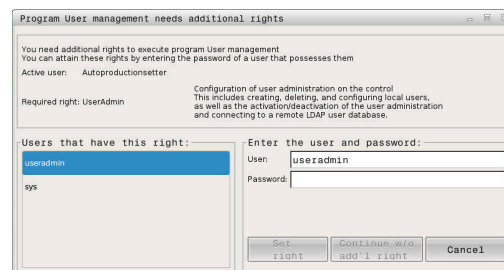 Program User management needs additional rights
You need additional rights to execute program User management
You can attain these rights by entering the password of a user that possesses them
Active user: Autoproductionsetter
Required right: UserAdmin
Configuration of user administration on the control
This includes creating, deleting, and configuring local users,
as well as the activation/deactivation of the user administration
and connecting to a remote LDAP user database.
Users that have this right:
useradmin
sys
Enter the user and password:
User: useradmin
Password:
Set
right
Continue w/o
add'l right
Cancel